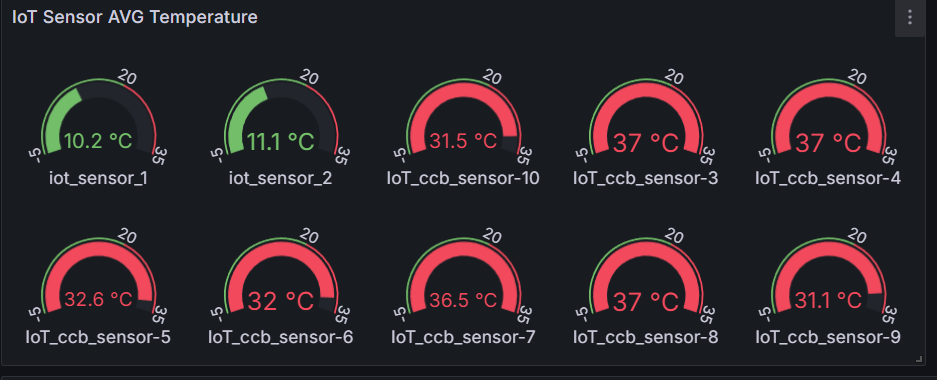 IoT Sensor AVG Temperature
20 20 20 20 20
10.2 °C 11.1 °C 31.5 °C 37 °C 37 °C
-5 35 -5 35 -5 35 -5 35 -5 35
iot_sensor_1 iot_sensor_2 IoT_ccb_sensor-10 IoT_ccb_sensor-3 IoT_ccb_sensor-4
20 20 20 20 20
32.6 °C 32 °C 36.5 °C 37 °C 31.1 °C
-5 35 -5 35 -5 35 -5 35 -5 35
IoT_ccb_sensor-5 IoT_ccb_sensor-6 IoT_ccb_sensor-7 IoT_ccb_sensor-8 IoT_ccb_sensor-9